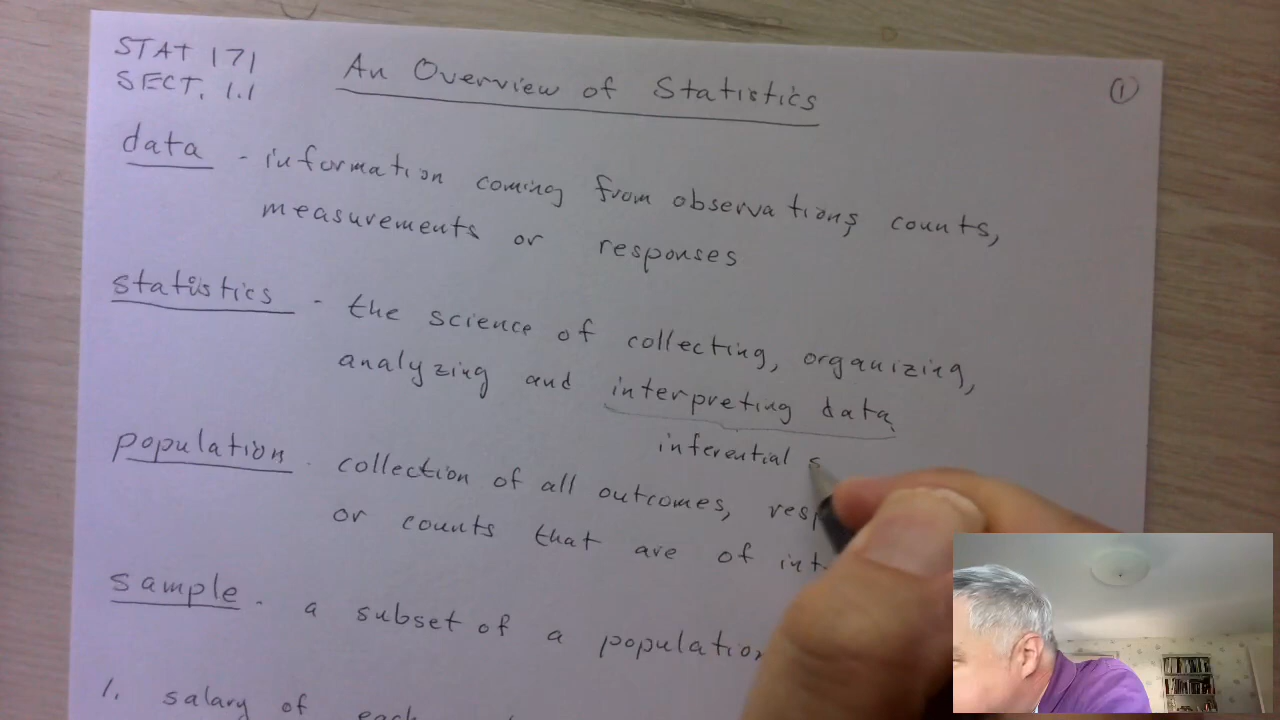 STAT 171
SECT. 1.1
An Overview of Statistics
1
data - information coming from observations, counts,
measurements or responses
statistics - the science of collecting, organizing,
analyzing and interpreting data.
inferential s
population - collection of all outcomes,
or counts that are of
sample - a subset of a population
1. salary of each